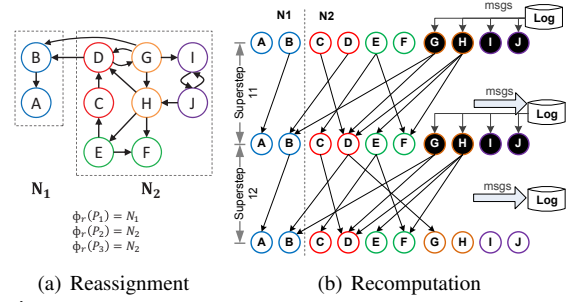 B D G I
A C H J
E F
N1 N2
ϕr(P1) = N1
ϕr(P2) = N2
ϕr(P3) = N2
(a) Reassignment
N1 N2 msgs Log
A B C D E F G H I J
Superstep 11
msgs Log
A B C D E F G H I J
Superstep 12
msgs Log
A B C D E F G H I J
(b) Recomputation